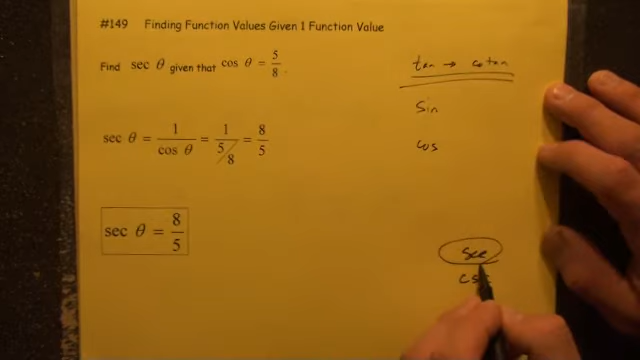 #149 Finding Function Values Given 1 Function Value
Find sec θ given that cos θ = 5/8.
tan → cotan
sin
sec θ = 1/cos θ = 1/(5/8) = 8/5
cos
sec θ = 8/5
sec